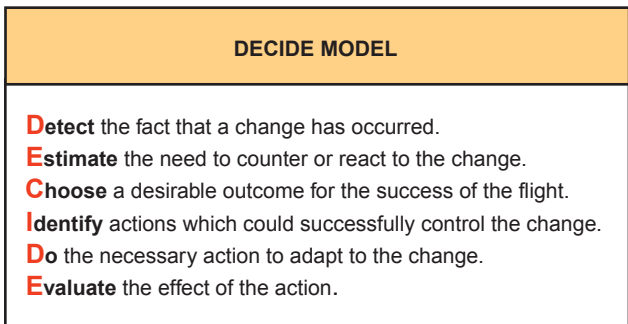 DECIDE MODEL
Detect the fact that a change has occurred.
Estimate the need to counter or react to the change.
Choose a desirable outcome for the success of the flight.
Identify actions which could successfully control the change.
Do the necessary action to adapt to the change.
Evaluate the effect of the action.